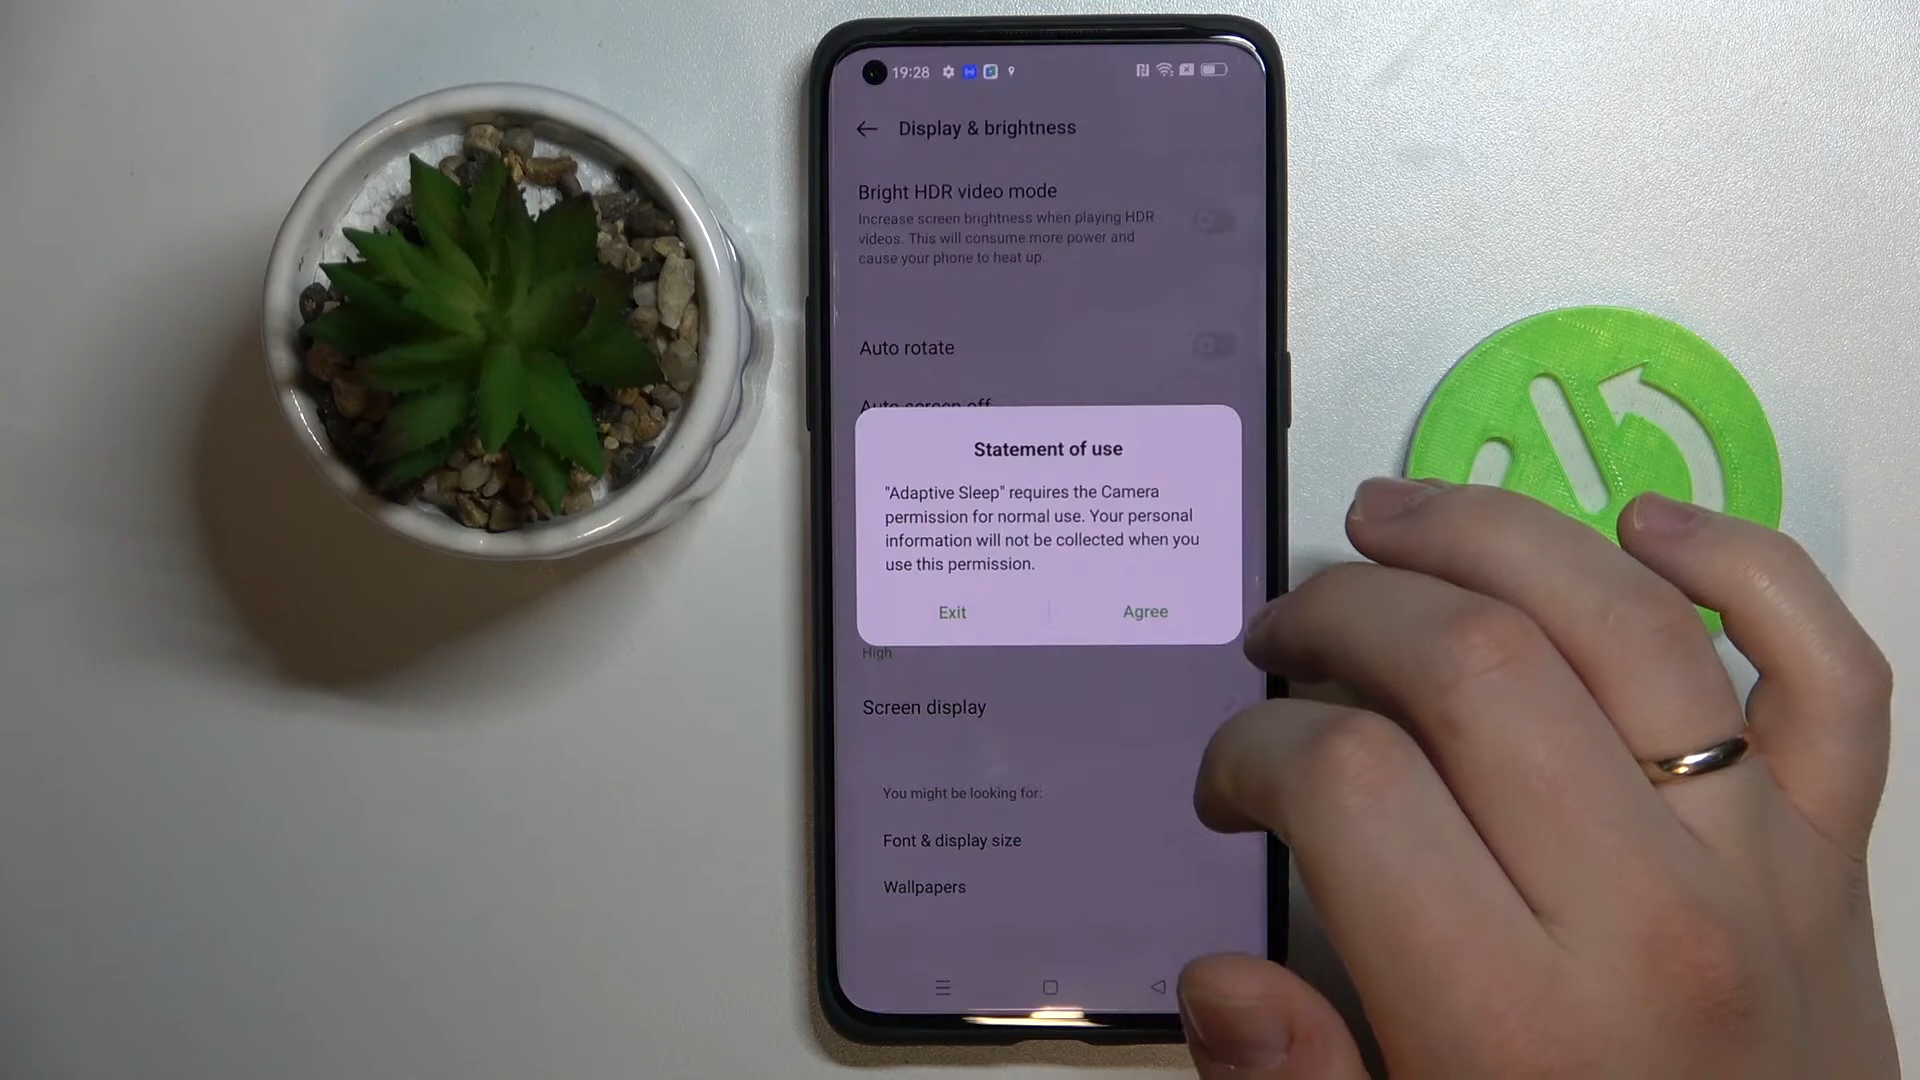 19:28
Display & brightness
Bright HDR video mode
Increase screen brightness when playing HDR
videos. This will consume more power and
cause your phone to heat up.
Auto rotate
Auto screen off
Statement of use
"Adaptive Sleep" requires the Camera
permission for normal use. Your personal
information will not be collected when you
use this permission.
Exit
Agree
High
Screen display
You might be looking for:
Font & display size
Wallpapers